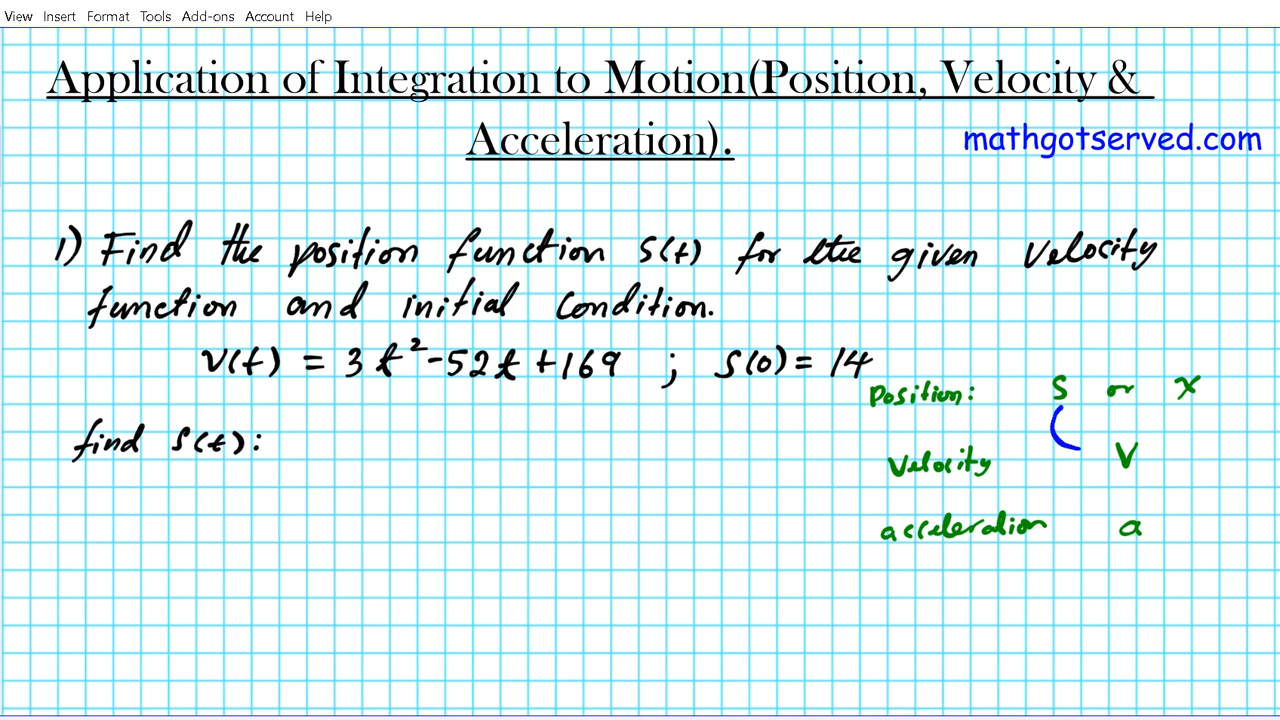 View Insert Format Tools Add-ons Account Help
Application of Integration to Motion(Position, Velocity &
Acceleration).
mathgotserved.com
1) Find the position function S(t) for the given velocity
function and initial condition.
v(t) = 3t²-52t+169 ; S(0) = 14
Position: S or x
find S(t):
Velocity V
acceleration a